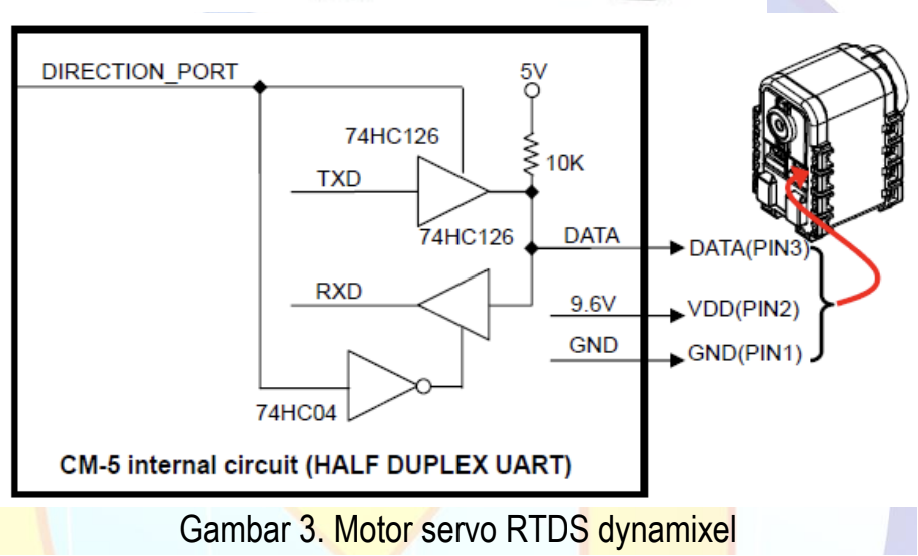 DIRECTION_PORT
5V
74HC126
10K
TXD
74HC126
DATA
DATA(PIN3)
RXD
9.6V
VDD(PIN2)
GND
GND(PIN1)
74HC04
CM-5 internal circuit (HALF DUPLEX UART)
Gambar 3. Motor servo RTDS dynamixel